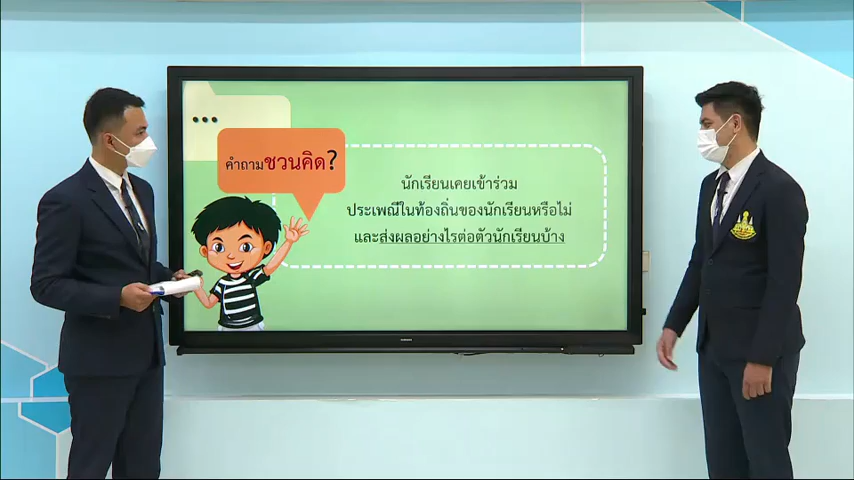 คำถามชวนคิด?
นักเรียนเคยเข้าร่วม
ประเพณีในท้องถิ่นของนักเรียนหรือไม่
และส่งผลอย่างไรต่อตัวนักเรียนบ้าง